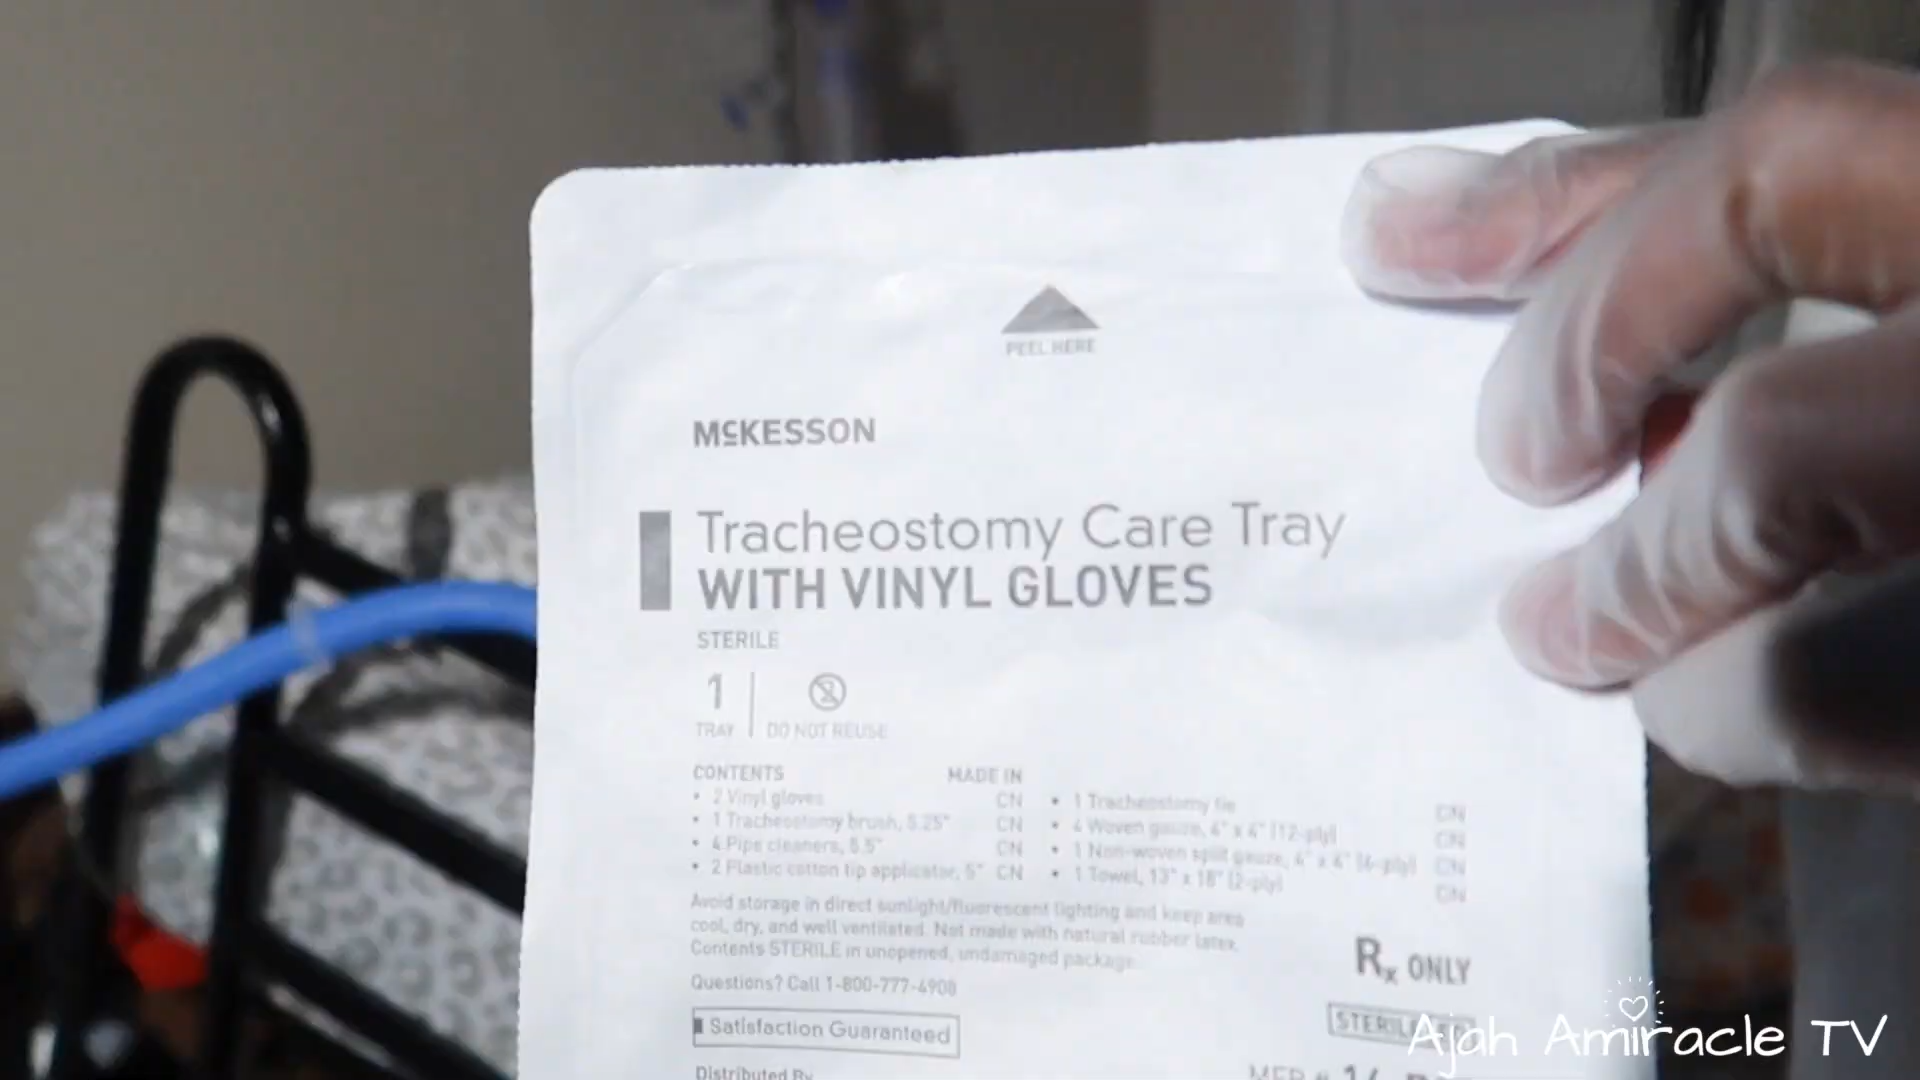 PEEL HERE
McKESSON
Tracheostomy Care Tray
WITH VINYL GLOVES
STERILE
1
TRAY
DO NOT REUSE
CONTENTS MADE IN
• 2 Vinyl gloves CN
• 1 Tracheostomy brush, 5.25" CN
• 4 Pipe cleaners, 5.5" CN
• 2 Plastic cotton tip applicator, 5" CN
• 1 Tracheostomy tie CN
• 4 Woven gauze, 4" x 4" (12-ply) CN
• 1 Non-woven split gauze, 4" x 4" (6-ply) CN
• 1 Towel, 13" x 18" (2-ply) CN
Avoid storage in direct sunlight/fluorescent lighting and keep area
cool, dry, and well ventilated. Not made with natural rubber latex.
Contents STERILE in unopened, undamaged package.
Questions? Call 1-800-777-4908
Satisfaction Guaranteed
Distributed By
Rx ONLY
STERILE
Ajah Amiracle TV